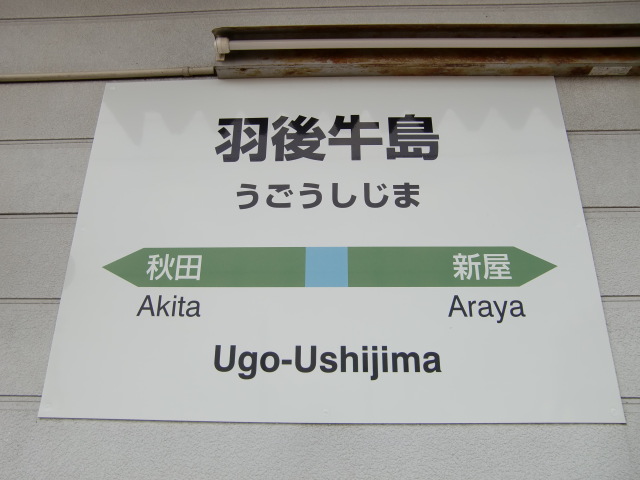 羽後牛島
うごうしじま
秋田 新屋
Akita Araya
Ugo-Ushijima